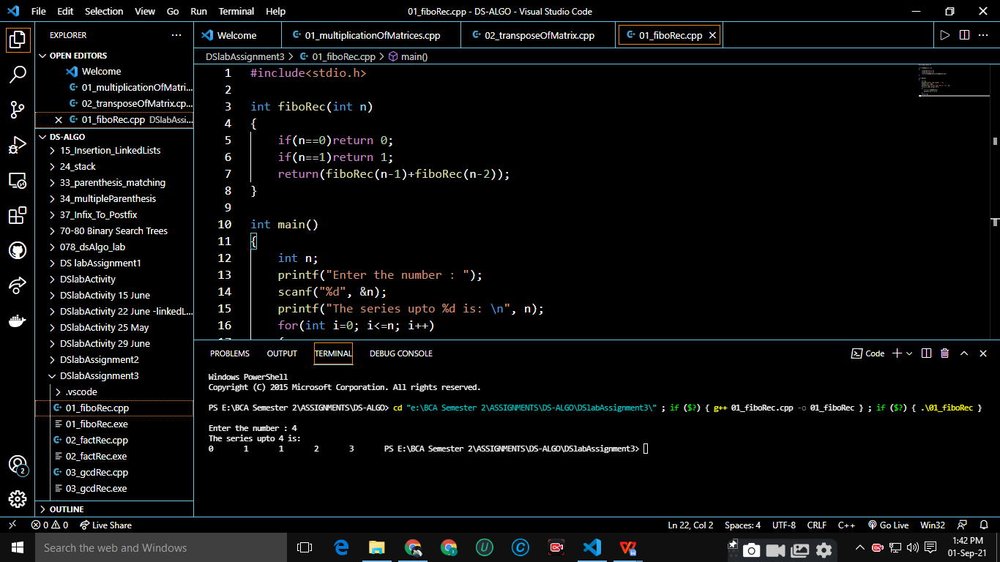 File Edit Selection View Go Run Terminal Help 01_fiboRec.cpp - DS-ALGO - Visual Studio Code
EXPLORER
OPEN EDITORS
Welcome
01_multiplicationOfMatri...
02_transposeOfMatrix.cp...
01_fiboRec.cpp DSlabAssi...
DS-ALGO
15_Insertion_LinkedLists
24_stack
33_parenthesis_matching
34_multipleParenthesis
37_Infix_To_Postfix
70-80 Binary Search Trees
078_dsAlgo_lab
DS labAssignment1
DSlabActivity
DSlabActivity 15 June
DSlabActivity 22 June -linkedL...
DSlabActivity 25 May
DSlabActivity 29 June
DSlabAssignment2
DSlabAssignment3
.vscode
01_fiboRec.cpp
01_fiboRec.exe
02_factRec.cpp
02_factRec.exe
03_gcdRec.cpp
03_gcdRec.exe
OUTLINE
2
Welcome 01_multiplicationOfMatrices.cpp 02_transposeOfMatrix.cpp 01_fiboRec.cpp
DSlabAssignment3 > 01_fiboRec.cpp > main()
1 #include<stdio.h>
2
3 int fiboRec(int n)
4 {
5 if(n==0)return 0;
6 if(n==1)return 1;
7 return(fiboRec(n-1)+fiboRec(n-2));
8 }
9
10 int main()
11 {
12 int n;
13 printf("Enter the number : ");
14 scanf("%d", &n);
15 printf("The series upto %d is: \n", n);
16 for(int i=0; i<=n; i++)
PROBLEMS OUTPUT TERMINAL DEBUG CONSOLE Code
Windows PowerShell
Copyright (C) 2015 Microsoft Corporation. All rights reserved.
PS E:\BCA Semester 2\ASSIGNMENTS\DS-ALGO> cd "e:\BCA Semester 2\ASSIGNMENTS\DS-ALGO\DSlabAssignment3\" ; if ($?) { g++ 01_fiboRec.cpp -o 01_fiboRec } ; if ($?) { .\01_fiboRec }
Enter the number : 4
The series upto 4 is:
0 1 1 2 3 PS E:\BCA Semester 2\ASSIGNMENTS\DS-ALGO\DSlabAssignment3>
0 0 Live Share Ln 22, Col 2 Spaces: 4 UTF-8 CRLF C++ Go Live Win32
Search the web and Windows
1:42 PM
01-Sep-21